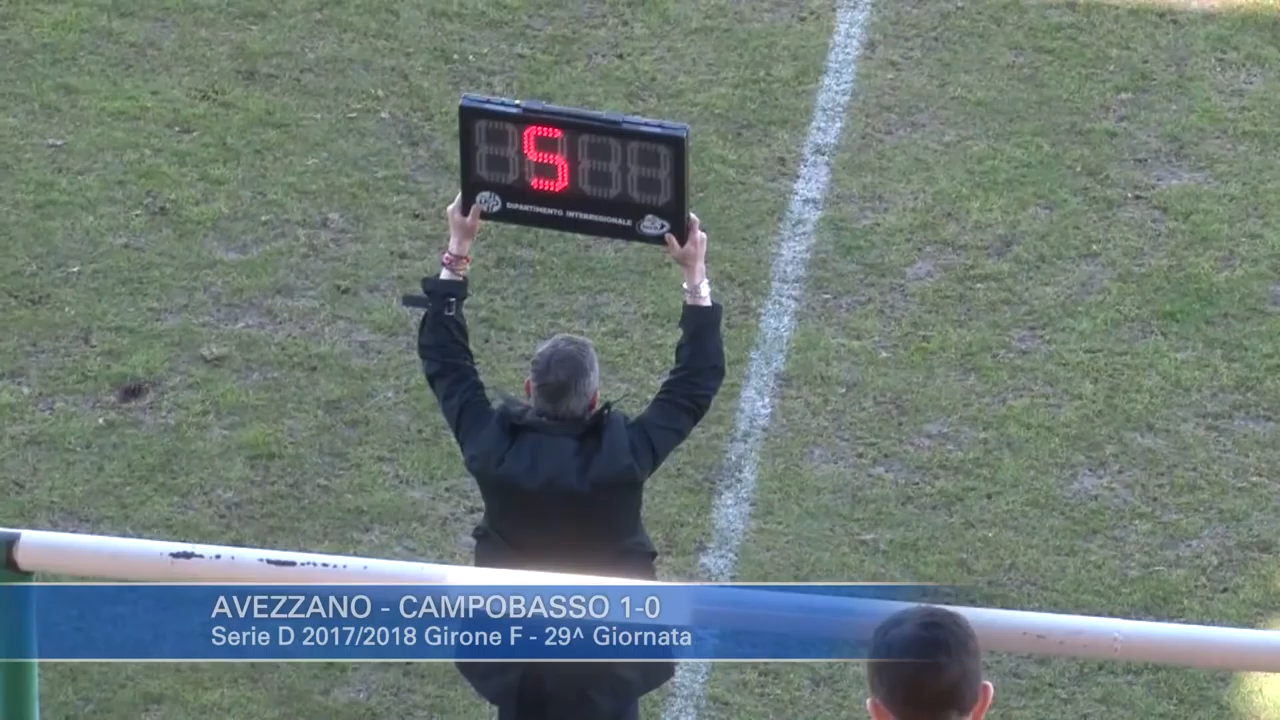 5
DIPARTIMENTO INTERREGIONALE
AVEZZANO - CAMPOBASSO 1-0
Serie D 2017/2018 Girone F - 29^ Giornata